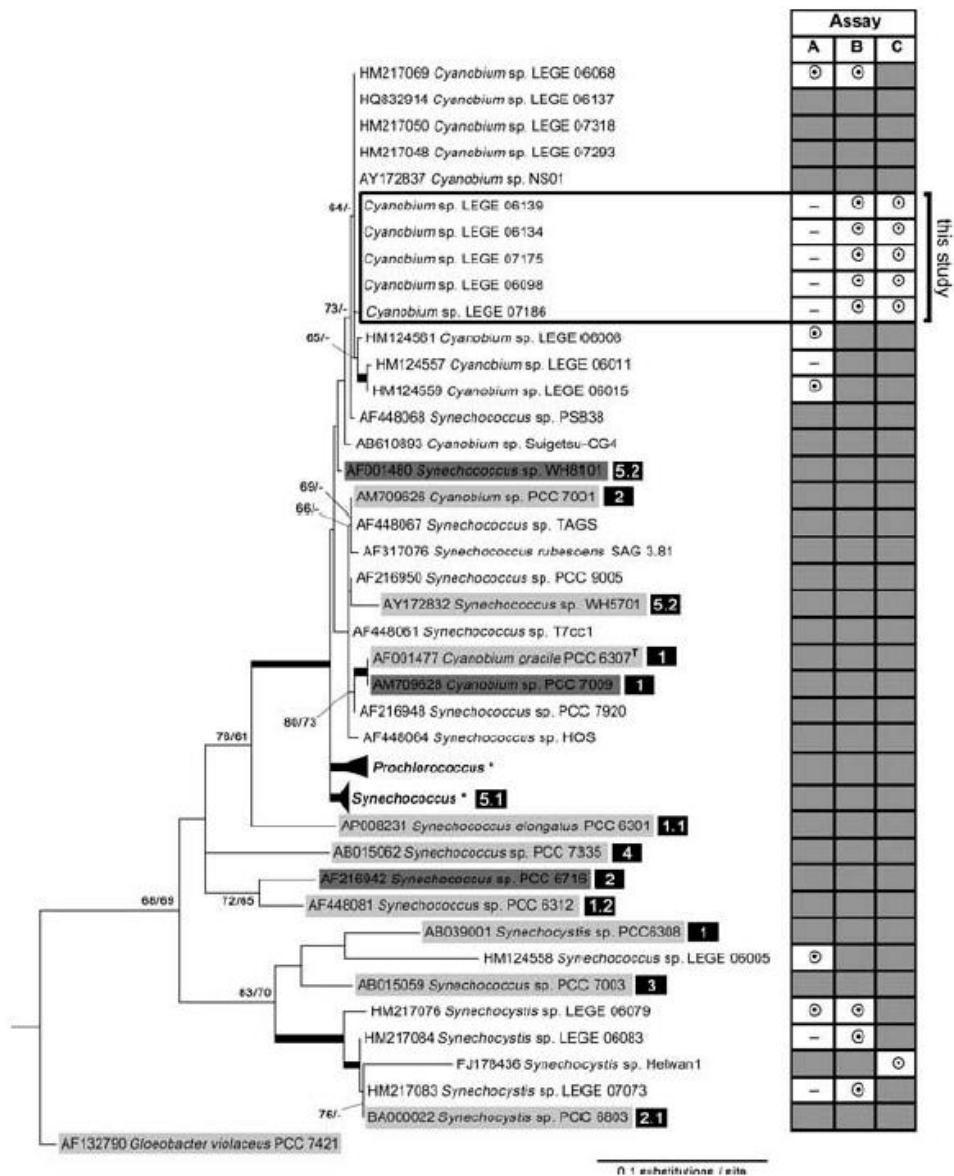 Assay
A B C
HM217069 Cyanobium sp. LEGE 06068 ⊙ ⊙
HQ832914 Cyanobium sp. LEGE 06137
HM217050 Cyanobium sp. LEGE 07318
HM217048 Cyanobium sp. LEGE 07293
AY172837 Cyanobium sp. NS01
64/-
Cyanobium sp. LEGE 06139 – ⊙ ⊙
Cyanobium sp. LEGE 06134 – ⊙ ⊙
Cyanobium sp. LEGE 07175 – ⊙ ⊙
Cyanobium sp. LEGE 06098 – ⊙ ⊙
Cyanobium sp. LEGE 07186 – ⊙ ⊙
this study
73/-
65/-
HM124561 Cyanobium sp. LEGE 06008 ⊙
HM124557 Cyanobium sp. LEGE 06011 –
HM124559 Cyanobium sp. LEGE 06015 ⊙
AF448068 Synechococcus sp. PSB38
AB610893 Cyanobium sp. Suigetsu-CG4
AF001480 Synechococcus sp. WH8101 5.2
69/-
AM709626 Cyanobium sp. PCC 7001 2
66/-
AF448067 Synechococcus sp. TAGS
AF317076 Synechococcus rubescens SAG 3.81
AF216950 Synechococcus sp. PCC 9005
AY172832 Synechococcus sp. WH5701 5.2
AF448061 Synechococcus sp. T7cc1
AF001477 Cyanobium gracile PCC 6307T 1
AM709628 Cyanobium sp. PCC 7009 1
80/73
AF216948 Synechococcus sp. PCC 7920
AF448064 Synechococcus sp. HOS
79/61
Prochlorococcus *
Synechococcus * 5.1
AP008231 Synechococcus elongatus PCC 6301 1.1
AB015062 Synechococcus sp. PCC 7335 4
AF216942 Synechococcus sp. PCC 6716 2
68/69
72/65
AF448081 Synechococcus sp. PCC 6312 1.2
AB039001 Synechocystis sp. PCC6308 1
HM124558 Synechococcus sp. LEGE 06005 ⊙
AB015059 Synechococcus sp. PCC 7003 3
63/70
HM217076 Synechocystis sp. LEGE 06079 ⊙ ⊙
HM217084 Synechocystis sp. LEGE 06083 – ⊙
FJ178436 Synechocystis sp. Helwan1 ⊙
HM217083 Synechocystis sp. LEGE 07073 – ⊙
76/-
BA000022 Synechocystis sp. PCC 6803 2.1
AF132790 Gloeobacter violaceus PCC 7421
0.1 substitutions / site